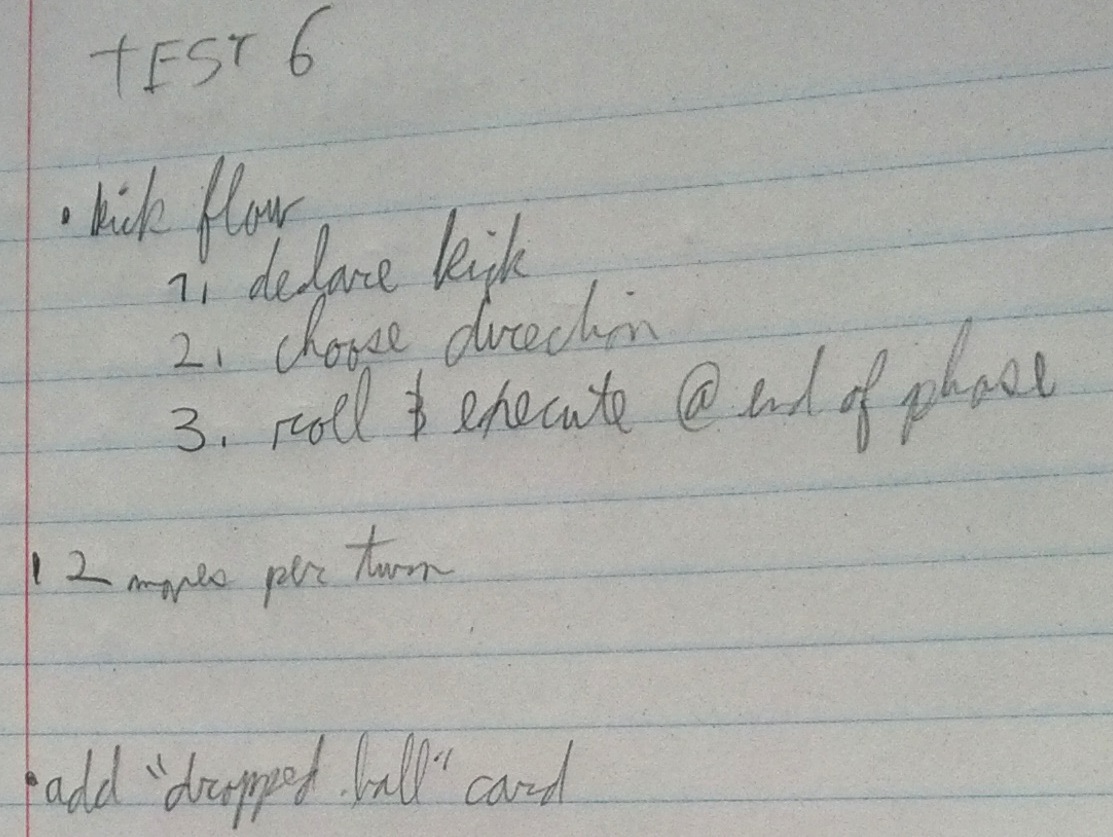 TEST 6
• kick flow
1. declare kick
2. choose direction
3. roll & execute @ end of phase
• 2 moves per turn
• add "dropped ball" card